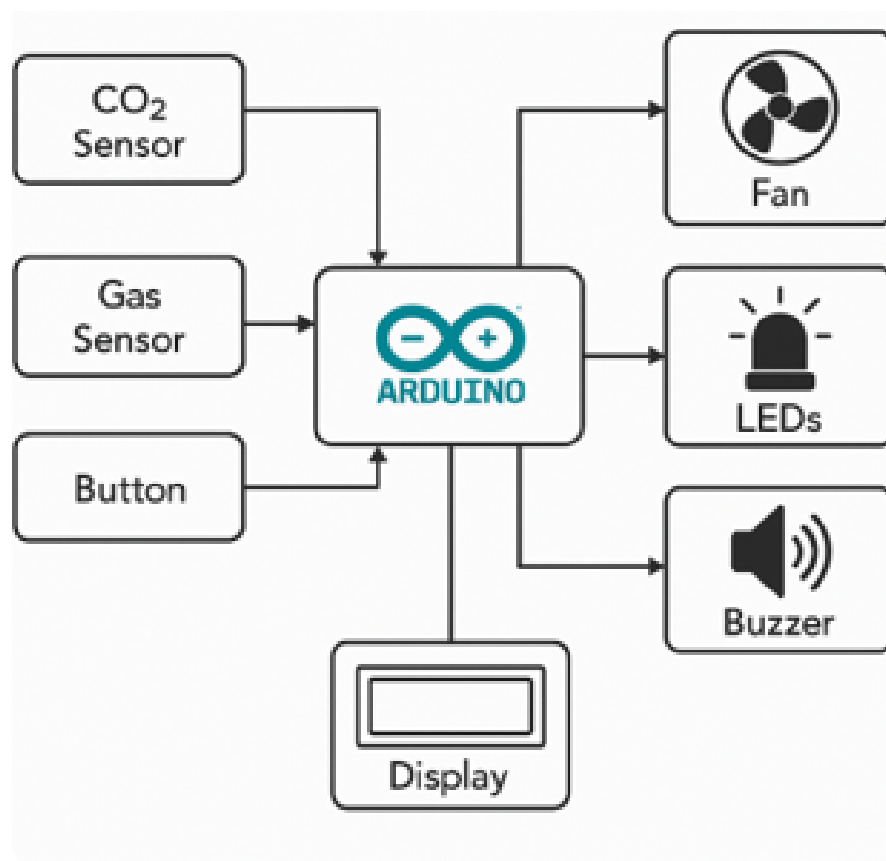 CO₂
Sensor
Gas
Sensor
Button
ARDUINO
Display
Fan
LEDs
Buzzer